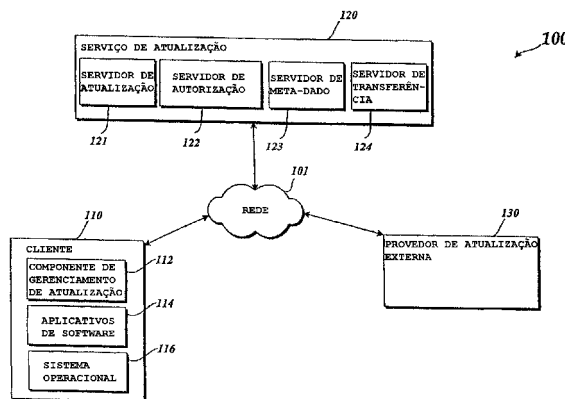 120
100
SERVIÇO DE ATUALIZAÇÃO
SERVIDOR DE
ATUALIZAÇÃO
SERVIDOR DE
AUTORIZAÇÃO
SERVIDOR DE
META-DADO
SERVIDOR DE
TRANSFERÊN-
CIA
121
122
123
124
101
REDE
110
CLIENTE
COMPONENTE DE
GERENCIAMENTO
DE ATUALIZAÇÃO
112
APLICATIVOS
DE SOFTWARE
114
SISTEMA
OPERACIONAL
116
130
PROVEDOR DE ATUALIZAÇÃO
EXTERNA